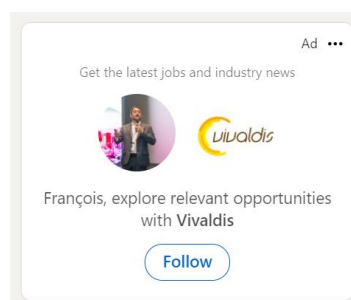 Ad
Get the latest jobs and industry news
vivaldis
François, explore relevant opportunities
with Vivaldis
Follow